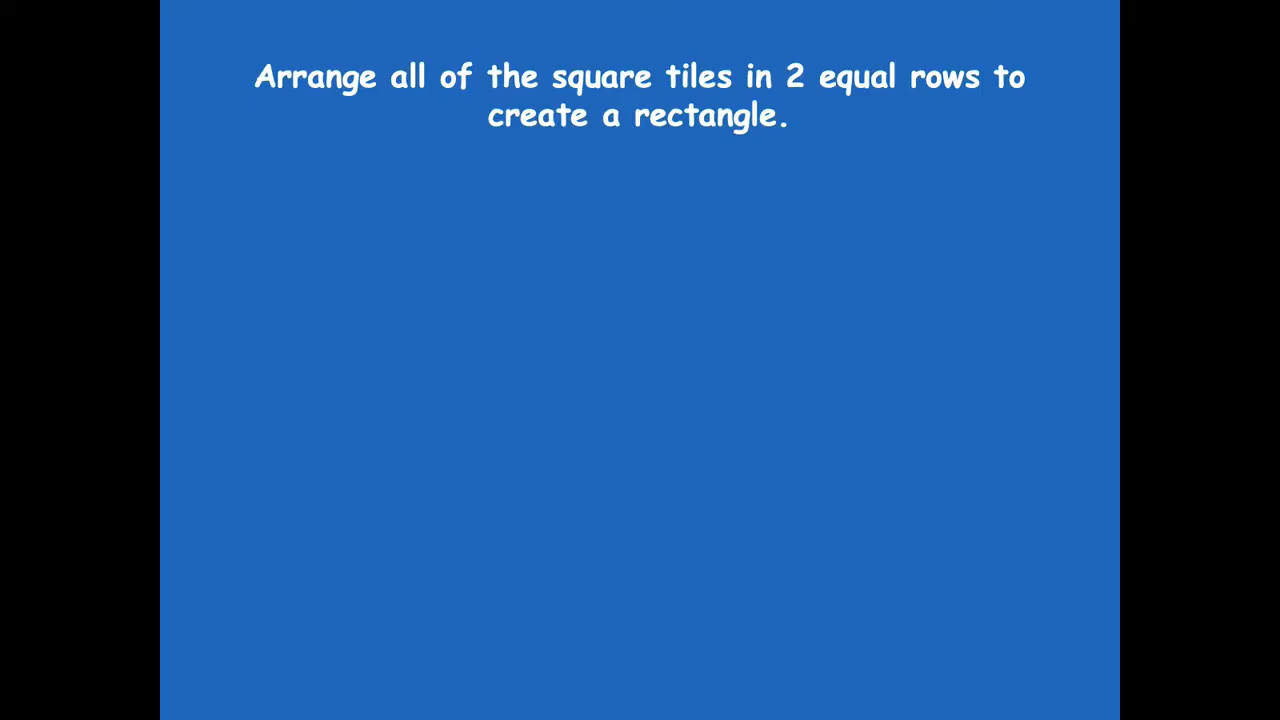 Arrange all of the square tiles in 2 equal rows to
create a rectangle.